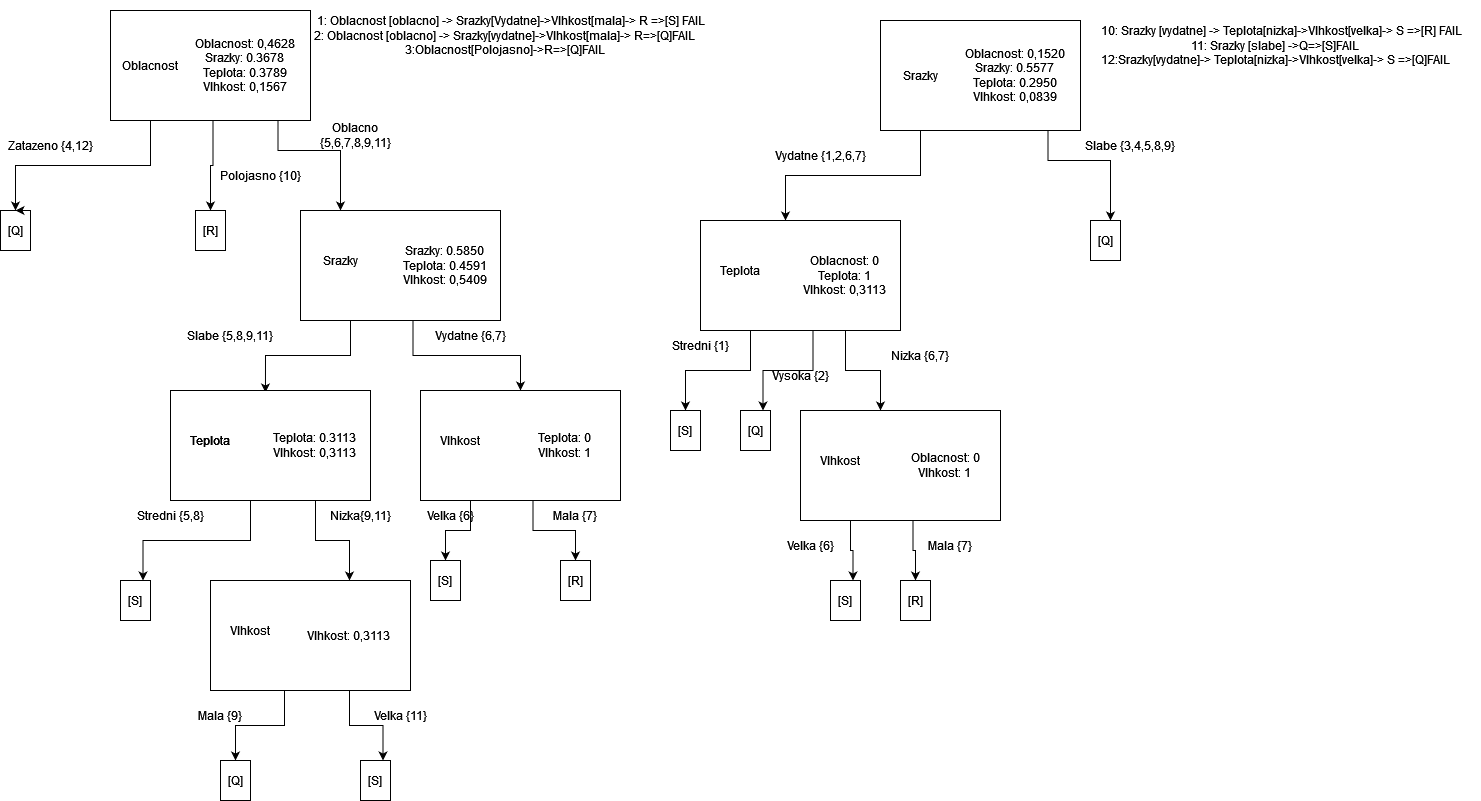 1: Oblacnost [oblacno] -> Srazky[Vydatne]->Vlhkost[mala]-> R =>[S] FAIL
2: Oblacnost [oblacno] -> Srazky[vydatne]->Vlhkost[mala]-> R=>[Q]FAIL
3:Oblacnost[Polojasno]->R=>[Q]FAIL
Oblacnost
Oblacnost: 0,4628
Srazky: 0.3678
Teplota: 0.3789
Vlhkost: 0,1567
Zatazeno {4,12}
Polojasno {10}
Oblacno
{5,6,7,8,9,11}
[Q]
[R]
Srazky
Srazky: 0.5850
Teplota: 0.4591
Vlhkost: 0,5409
Slabe {5,8,9,11}
Vydatne {6,7}
Teplota
Teplota: 0.3113
Vlhkost: 0,3113
Vlhkost
Teplota: 0
Vlhkost: 1
Stredni {5,8}
Nizka{9,11}
Velka {6}
Mala {7}
[S]
[S]
[R]
Vlhkost
Vlhkost: 0,3113
Mala {9}
Velka {11}
[Q]
[S]
10: Srazky [vydatne] -> Teplota[nizka]->Vlhkost[velka]-> S =>[R] FAIL
11: Srazky [slabe] ->Q=>[S]FAIL
12:Srazky[vydatne]-> Teplota[nizka]->Vlhkost[velka]-> S =>[Q]FAIL
Srazky
Oblacnost: 0,1520
Srazky: 0.5577
Teplota: 0.2950
Vlhkost: 0,0839
Vydatne {1,2,6,7}
Slabe {3,4,5,8,9}
[Q]
Teplota
Oblacnost: 0
Teplota: 1
Vlhkost: 0,3113
Stredni {1}
Vysoka {2}
Nizka {6,7}
[S]
[Q]
Vlhkost
Oblacnost: 0
Vlhkost: 1
Velka {6}
Mala {7}
[S]
[R]